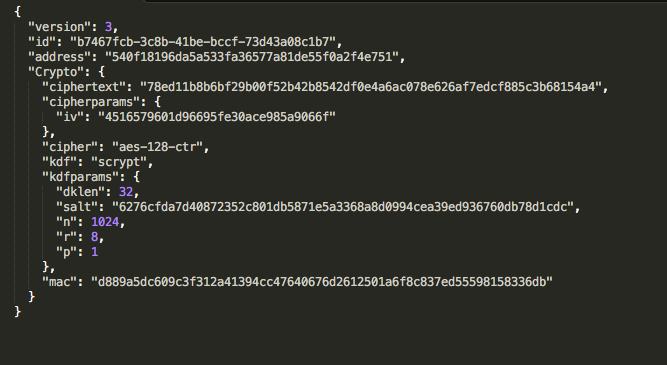 {
"version": 3,
"id": "b7467fcb-3c8b-41be-bccf-73d43a08c1b7",
"address": "540f18196da5a533fa36577a81de55f0a2f4e751",
"Crypto": {
"ciphertext": "78ed11b8b6bf29b00f52b42b8542df0e4a6ac078e626af7edcf885c3b68154a4",
"cipherparams": {
"iv": "4516579601d96695fe30ace985a9066f"
},
"cipher": "aes-128-ctr",
"kdf": "scrypt",
"kdfparams": {
"dklen": 32,
"salt": "6276cfda7d40872352c801db5871e5a3368a8d0994cea39ed936760db78d1cdc",
"n": 1024,
"r": 8,
"p": 1
},
"mac": "d889a5dc609c3f312a41394cc47640676d2612501a6f8c837ed55598158336db"
}
}